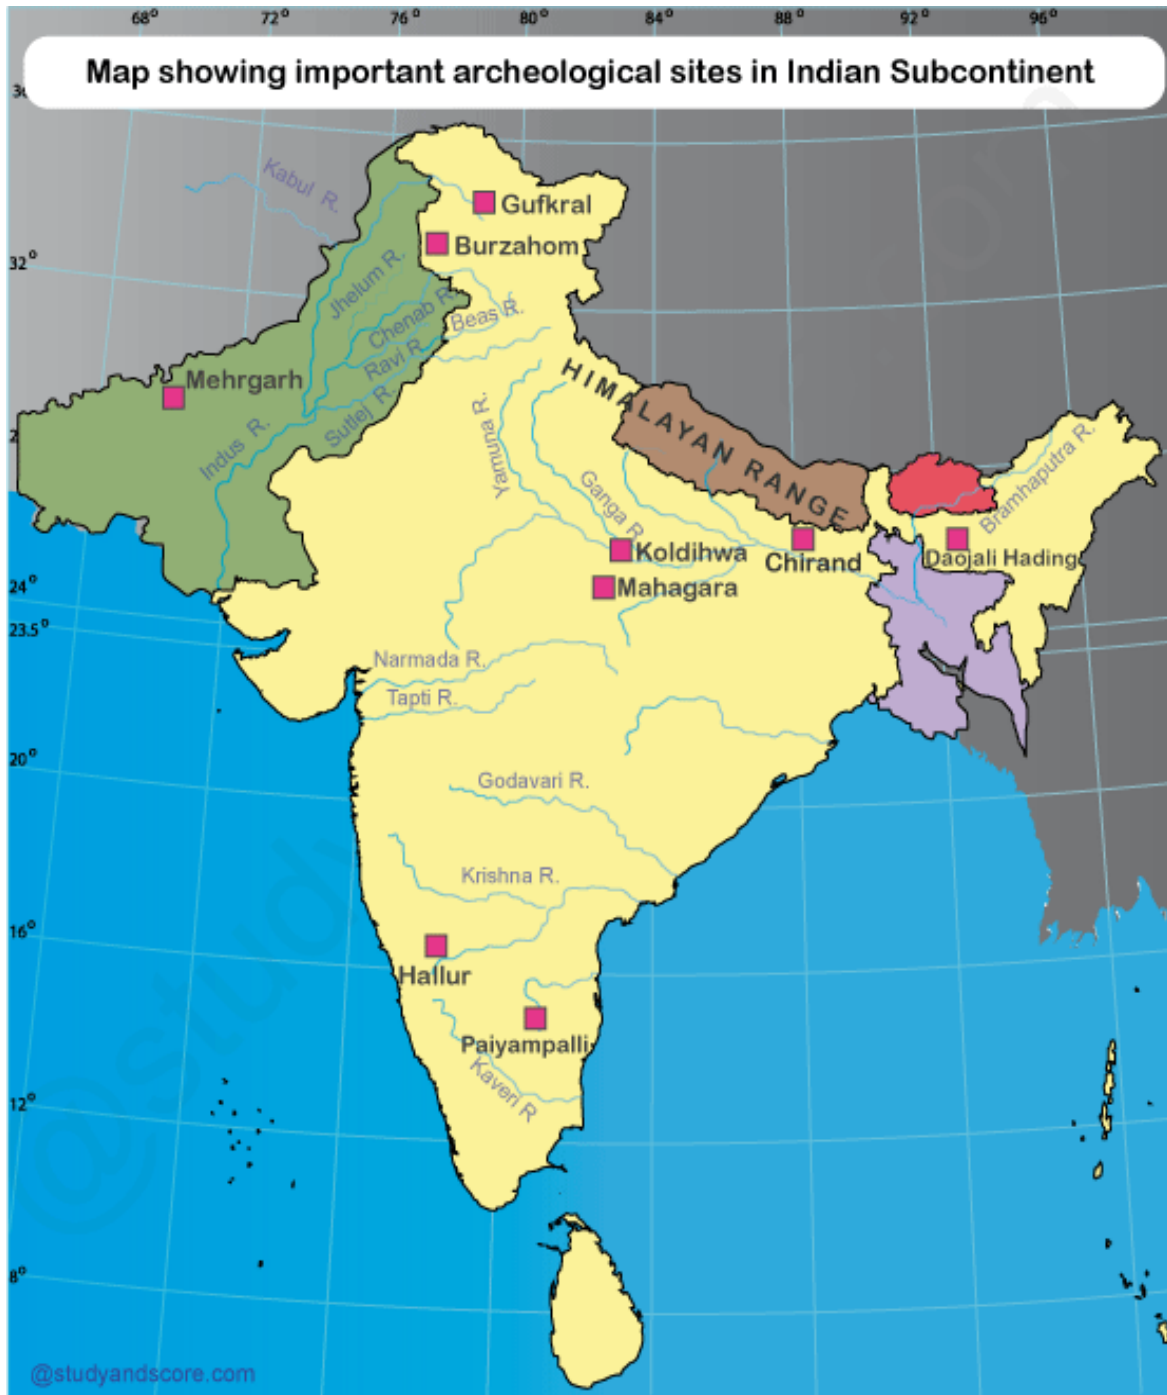 68° 72° 76° 80° 84° 88° 92° 96°
Map showing important archeological sites in Indian Subcontinent
Kabul R.
Gufkral
Burzahom
32°
Jhelum R.
Chenab R.
Beas R.
Ravi R.
Mehrgarh
Sutlej R.
Indus R.
HIMALAYAN RANGE
Yamuna R.
Ganga R.
Bramhaputra R.
Koldihwa
Chirand
Daojali Hading
Mahagara
24°
23.5°
Narmada R.
Tapti R.
20°
Godavari R.
Krishna R.
16°
Hallur
Paiyampalli
Kaveri R
12°
8°
@study
@studyandscore.com